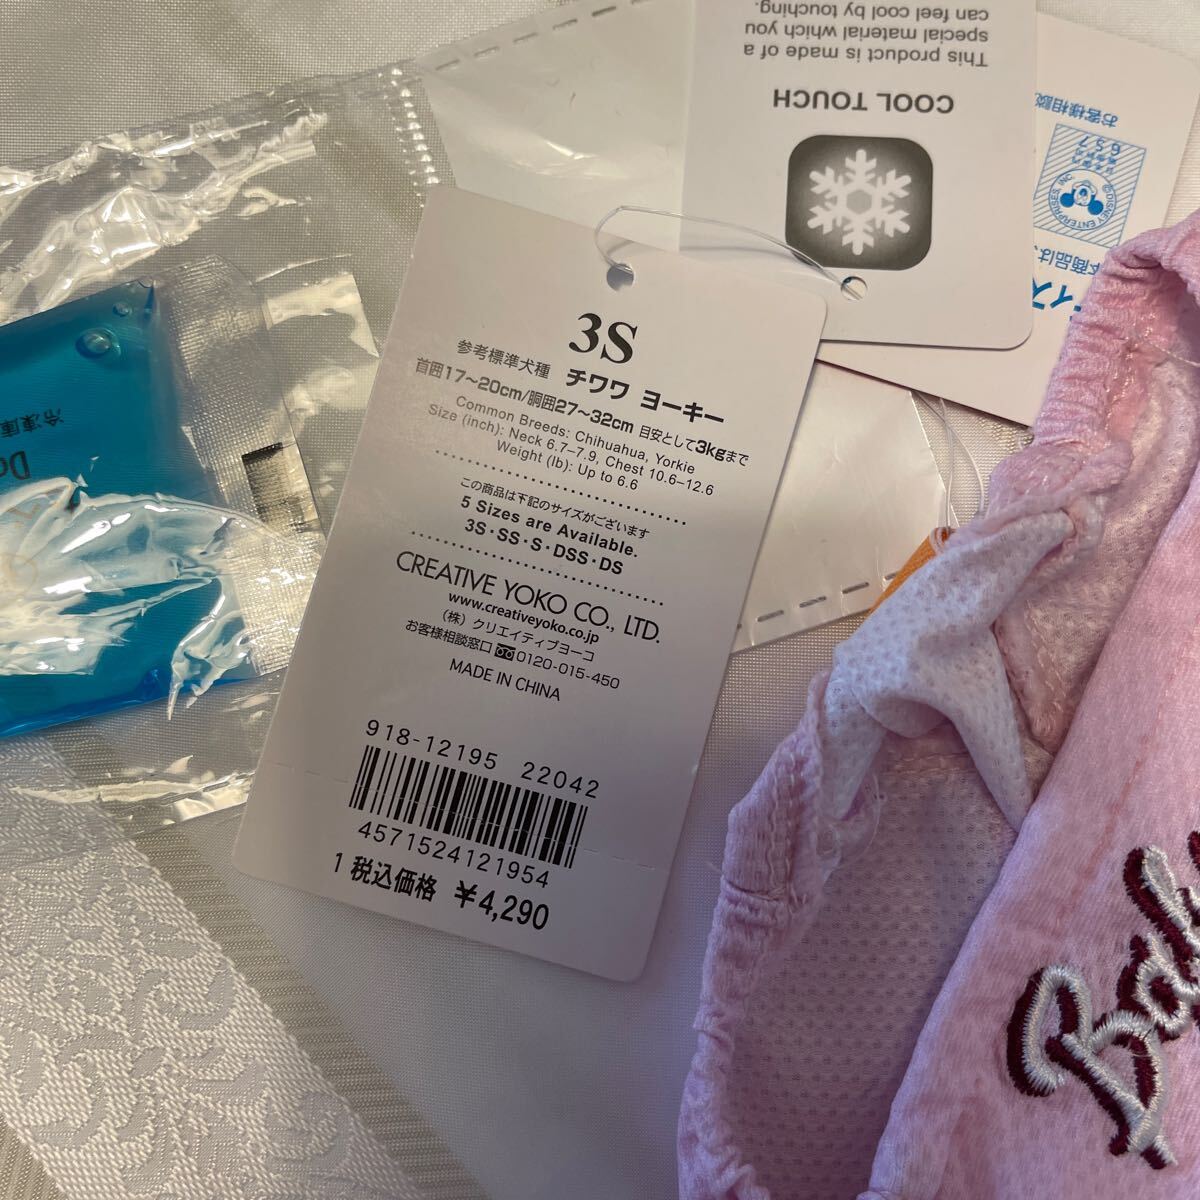 This product is made of a
special material which you
can feel cool by touching.
COOL TOUCH
お客様相談
6S7
©DISNEY ENTERPRISES, INC.
冷凍庫
3S
参考標準犬種 チワワ ヨーキー
首囲17〜20cm/胴囲27〜32cm 目安として3kgまで
Common Breeds: Chihuahua, Yorkie
Size (inch): Neck 6.7–7.9, Chest 10.6–12.6
Weight (lb): Up to 6.6
この商品は下記のサイズがございます
5 Sizes are Available.
3S・SS・S・DSS・DS
CREATIVE YOKO CO., LTD.
www.creativeyoko.co.jp
(株) クリエイティブヨーコ
お客様相談窓口 0120-015-450
MADE IN CHINA
918-12195 22042
4571524121954
1 税込価格 ¥4,290